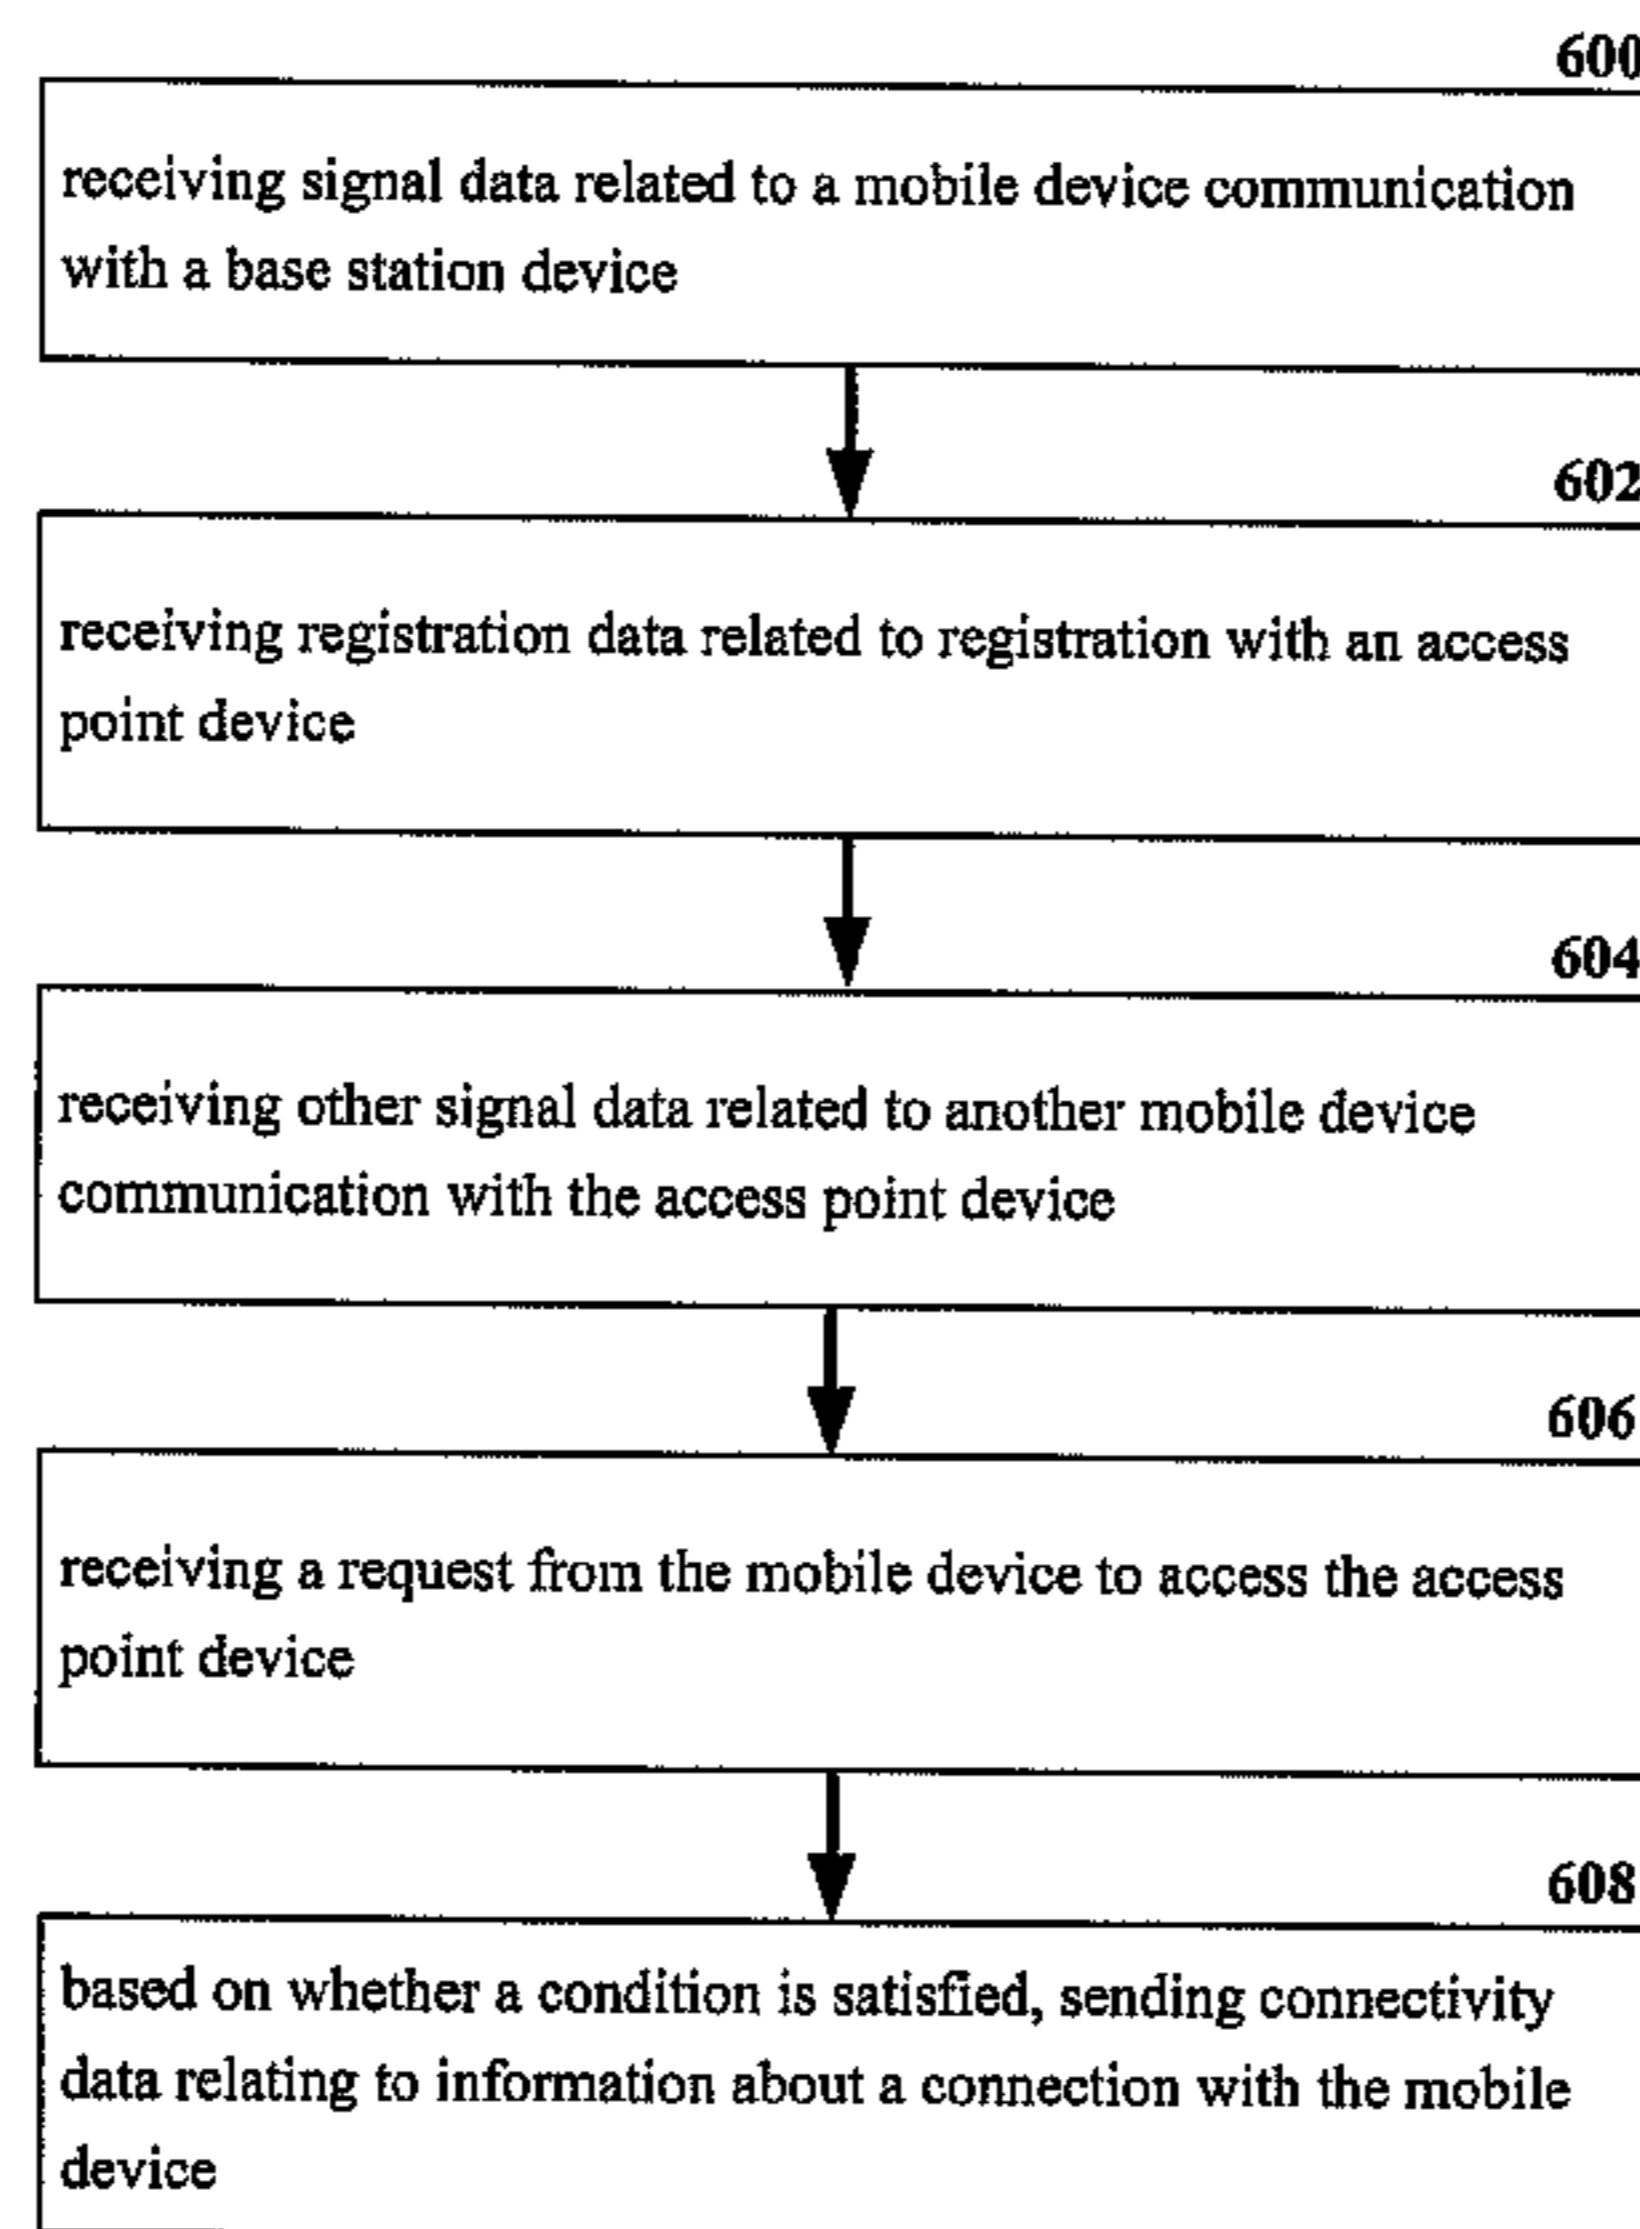 600
receiving signal data related to a mobile device communication
with a base station device
602
receiving registration data related to registration with an access
point device
604
receiving other signal data related to another mobile device
communication with the access point device
606
receiving a request from the mobile device to access the access
point device
608
based on whether a condition is satisfied, sending connectivity
data relating to information about a connection with the mobile
device